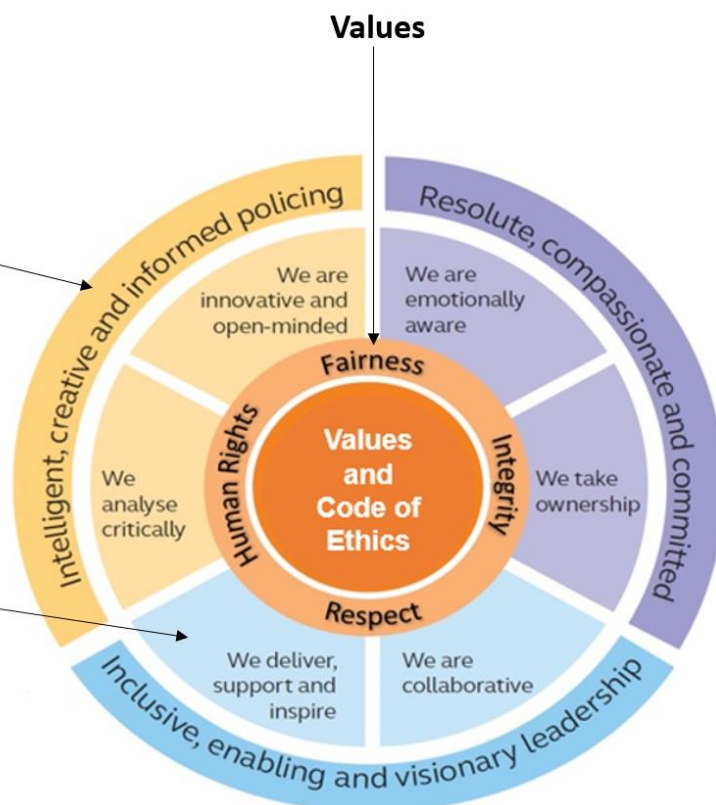 Values
Intelligent, creative and informed policing
Resolute, compassionate and committed
We are
innovative and
open-minded
We are
emotionally
aware
Fairness
Human Rights
Values
and
Code of
Ethics
Integrity
We
analyse
critically
We take
ownership
Respect
We deliver,
support and
inspire
We are
collaborative
Inclusive, enabling and visionary leadership